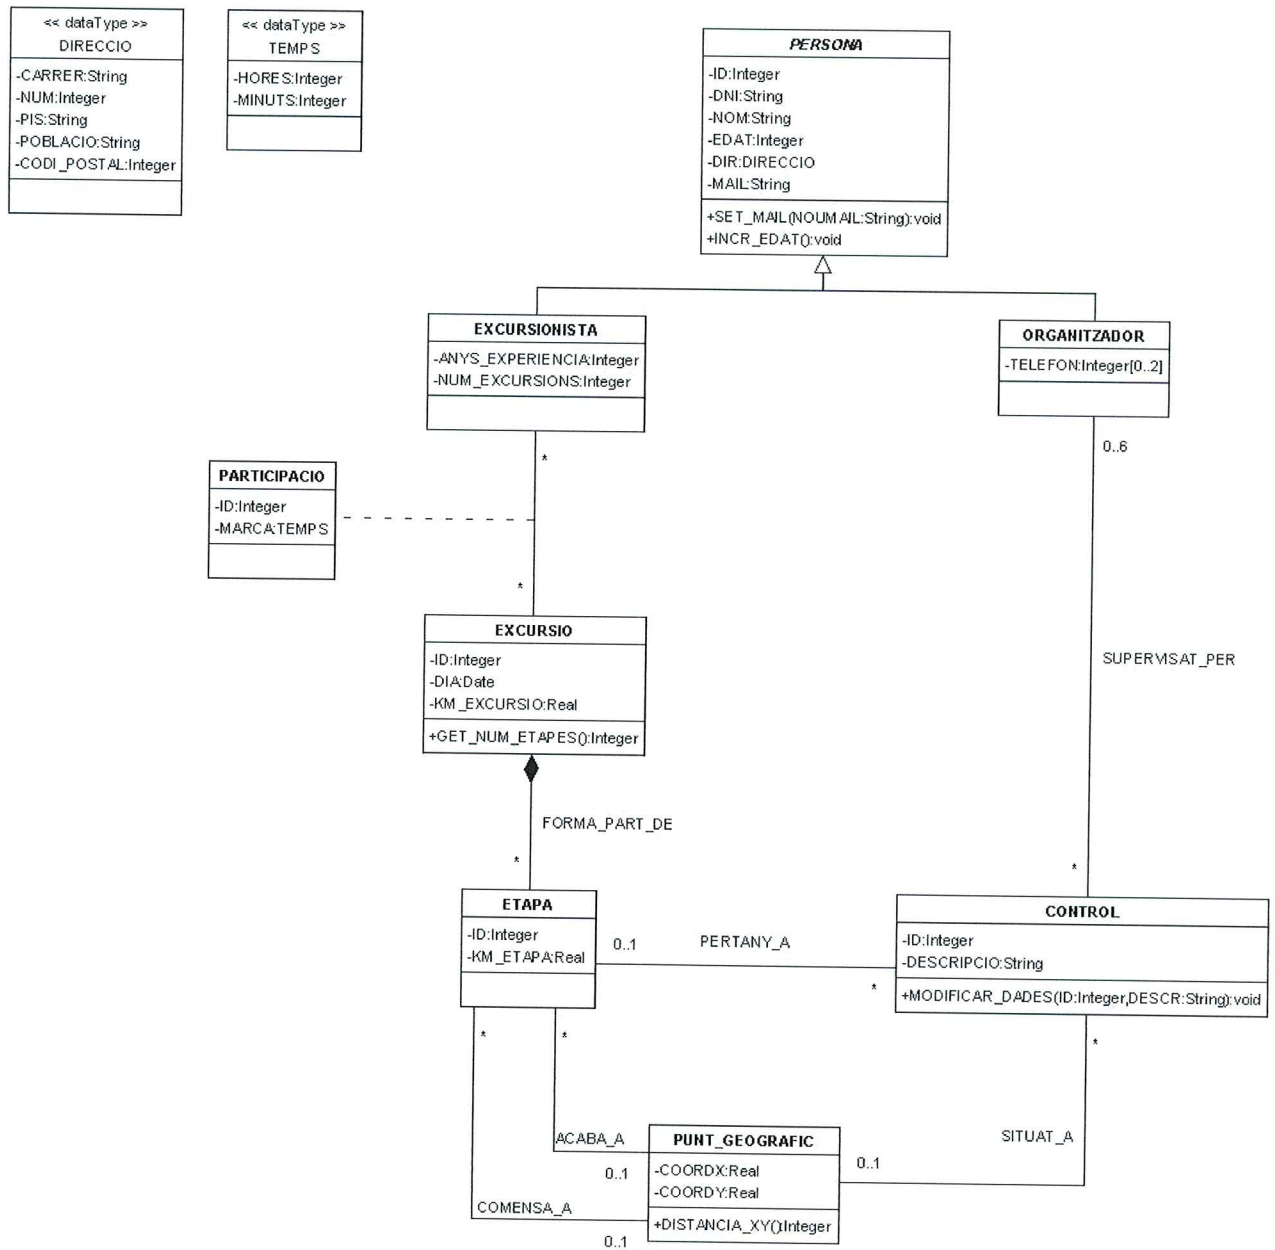 << dataType >>
DIRECCIO
-CARRER:String
-NUM:Integer
-PIS:String
-POBLACIO:String
-CODI_POSTAL:Integer
<< dataType >>
TEMPS
-HORES:Integer
-MINUTS:Integer
PERSONA
-ID:Integer
-DNI:String
-NOM:String
-EDAT:Integer
-DIR:DIRECCIO
-MAIL:String
+SET_MAIL(NOUMAIL:String):void
+INCR_EDAT():void
EXCURSIONISTA
-ANYS_EXPERIENCIA:Integer
-NUM_EXCURSIONS:Integer
ORGANITZADOR
-TELEFON:Integer[0..2]
*
0..6
PARTICIPACIO
-ID:Integer
-MARCA:TEMPS
*
EXCURSIO
-ID:Integer
-DIA:Date
-KM_EXCURSIO:Real
+GET_NUM_ETAPES():Integer
SUPERVISAT_PER
FORMA_PART_DE
*
*
ETAPA
-ID:Integer
-KM_ETAPA:Real
0..1
PERTANY_A
*
CONTROL
-ID:Integer
-DESCRIPCIO:String
+MODIFICAR_DADES(ID:Integer,DESCR:String):void
*
*
*
ACABA_A
0..1
COMENSA_A
0..1
PUNT_GEOGRAFIC
-COORDX:Real
-COORDY:Real
+DISTANCIA_XY():Integer
0..1
SITUAT_A